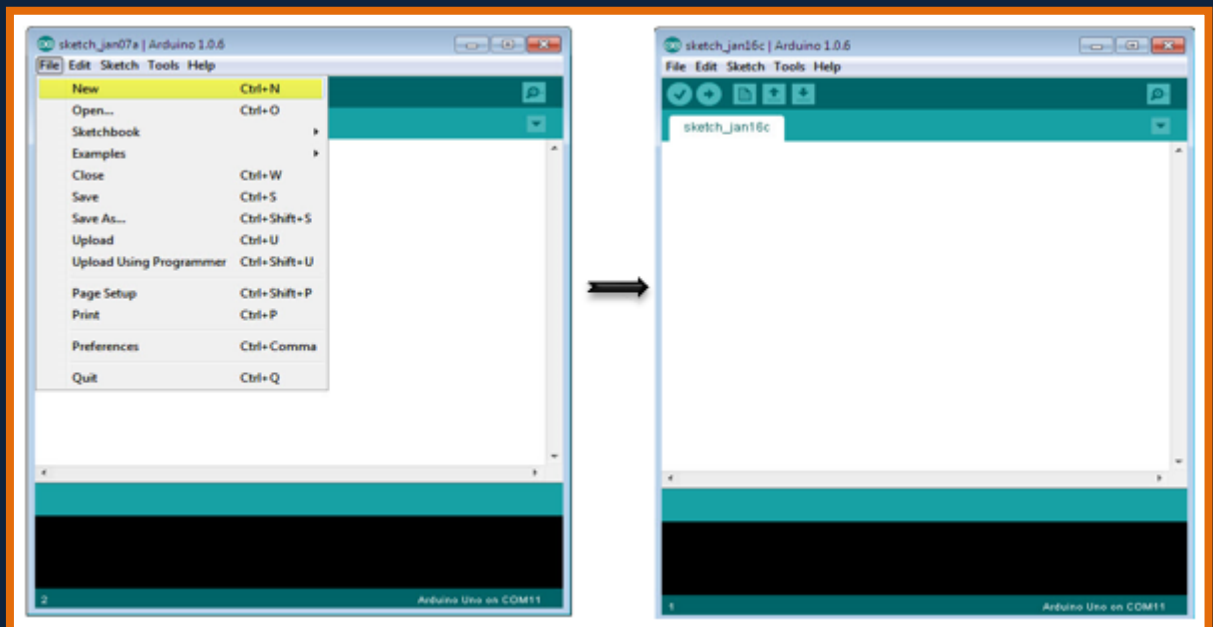 sketch_jan07a | Arduino 1.0.6
File Edit Sketch Tools Help
New Ctrl+N
Open... Ctrl+O
Sketchbook
Examples
Close Ctrl+W
Save Ctrl+S
Save As... Ctrl+Shift+S
Upload Ctrl+U
Upload Using Programmer Ctrl+Shift+U
Page Setup Ctrl+Shift+P
Print Ctrl+P
Preferences Ctrl+Comma
Quit Ctrl+Q
2 Arduino Uno on COM11
sketch_jan16c | Arduino 1.0.6
File Edit Sketch Tools Help
sketch_jan16c
1 Arduino Uno on COM11